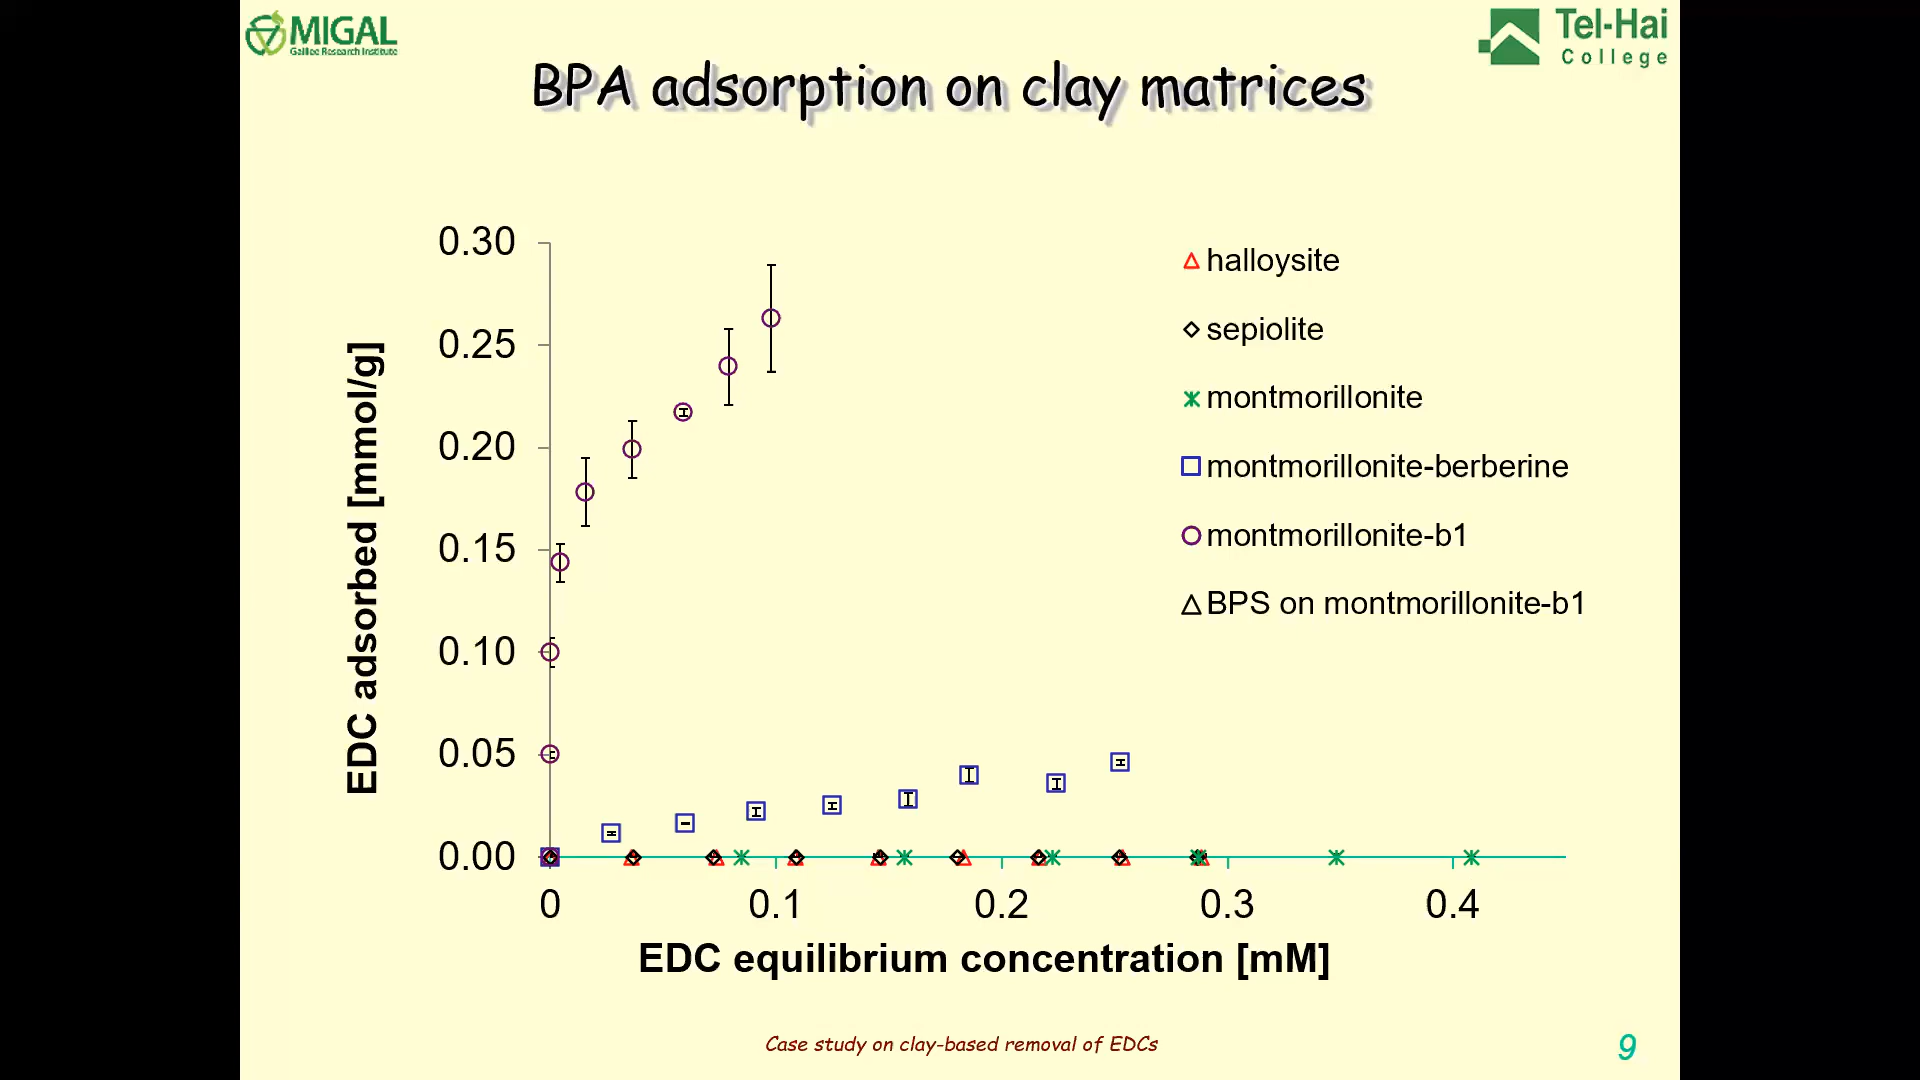 MIGAL
Galilee Research Institute
Tel-Hai
College
BPA adsorption on clay matrices
EDC adsorbed [mmol/g]
0.30
0.25
0.20
0.15
0.10
0.05
0.00
0 0.1 0.2 0.3 0.4
EDC equilibrium concentration [mM]
halloysite
sepiolite
montmorillonite
montmorillonite-berberine
montmorillonite-b1
BPS on montmorillonite-b1
Case study on clay-based removal of EDCs
9